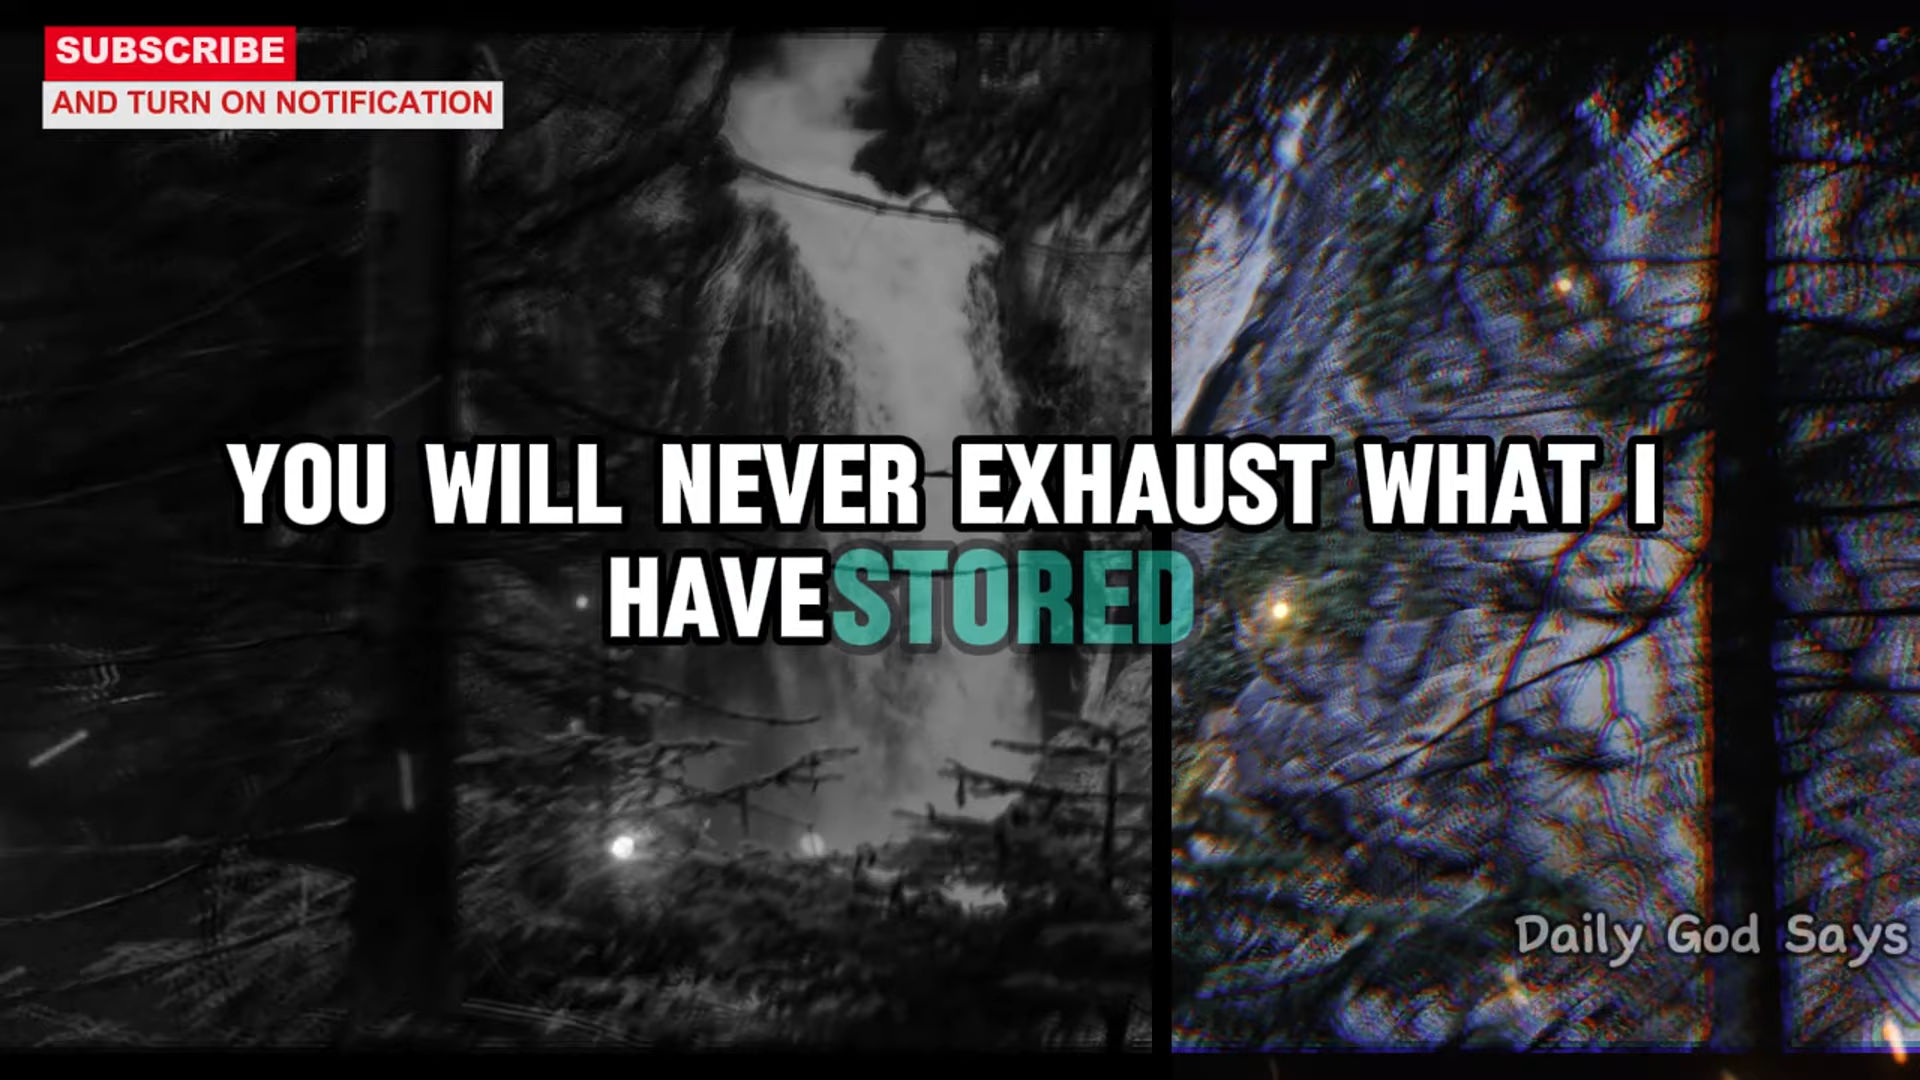 SUBSCRIBE
AND TURN ON NOTIFICATION
YOU WILL NEVER EXHAUST WHAT I
HAVE STORED
Daily God Says